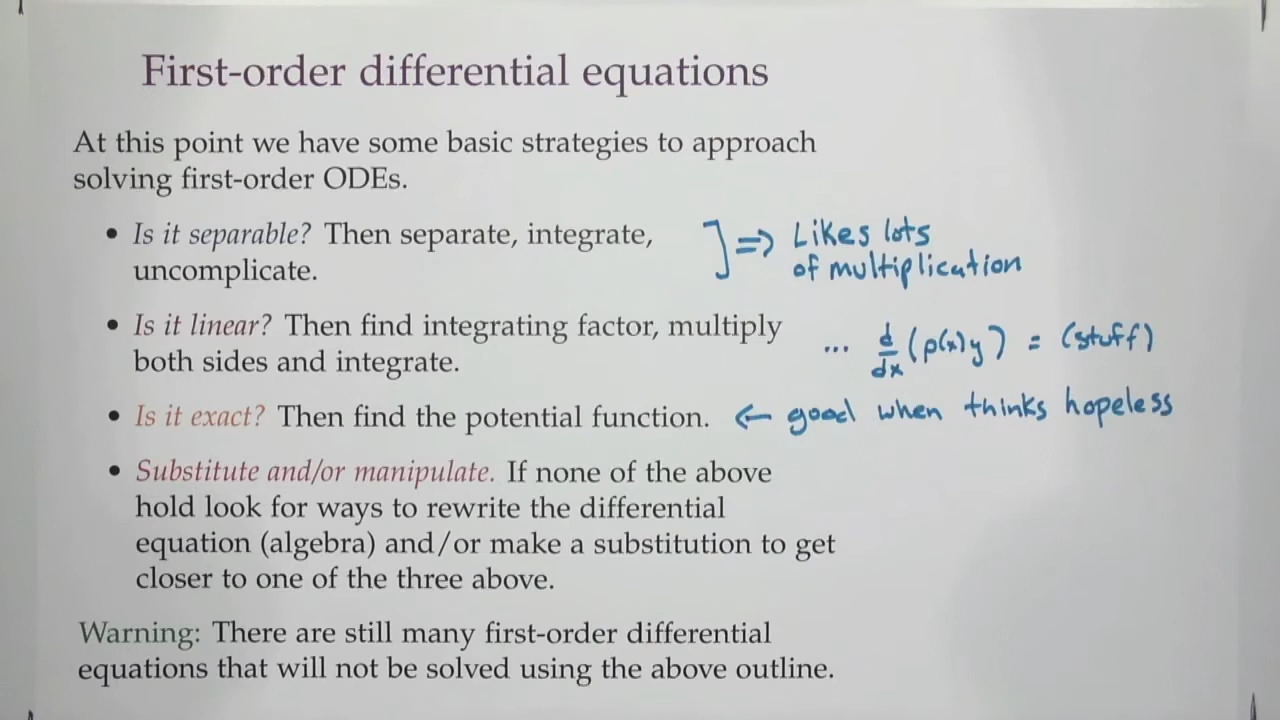 First-order differential equations
At this point we have some basic strategies to approach
solving first-order ODEs.
• Is it separable? Then separate, integrate,
uncomplicate.
] ⇒ Likes lots
of multiplication
• Is it linear? Then find integrating factor, multiply
both sides and integrate.
... d/dx (p(x)y) = (stuff)
• Is it exact? Then find the potential function. ← good when thinks hopeless
• Substitute and/or manipulate. If none of the above
hold look for ways to rewrite the differential
equation (algebra) and/or make a substitution to get
closer to one of the three above.
Warning: There are still many first-order differential
equations that will not be solved using the above outline.